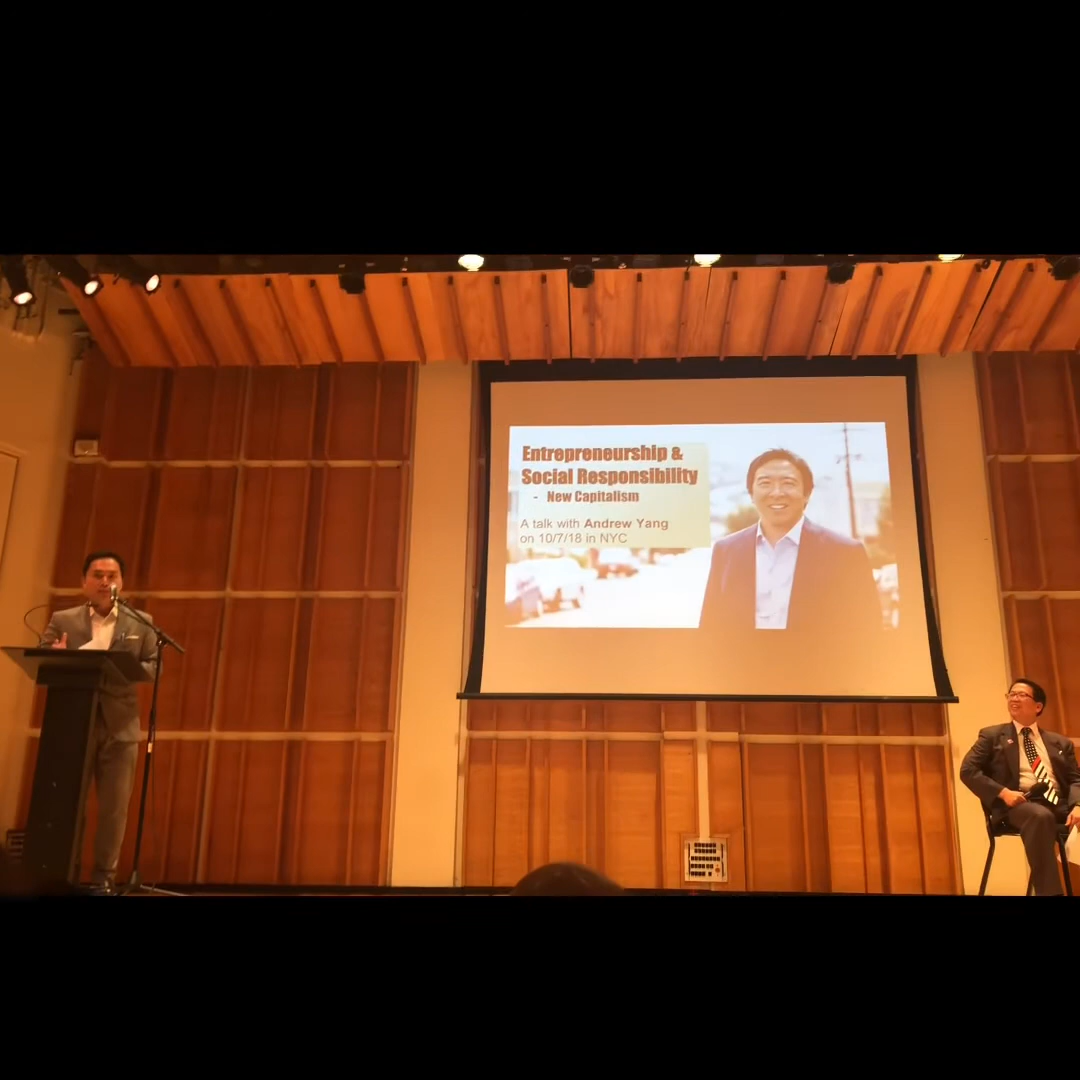 Entrepreneurship &
Social Responsibility
- New Capitalism
A talk with Andrew Yang
on 10/7/18 in NYC